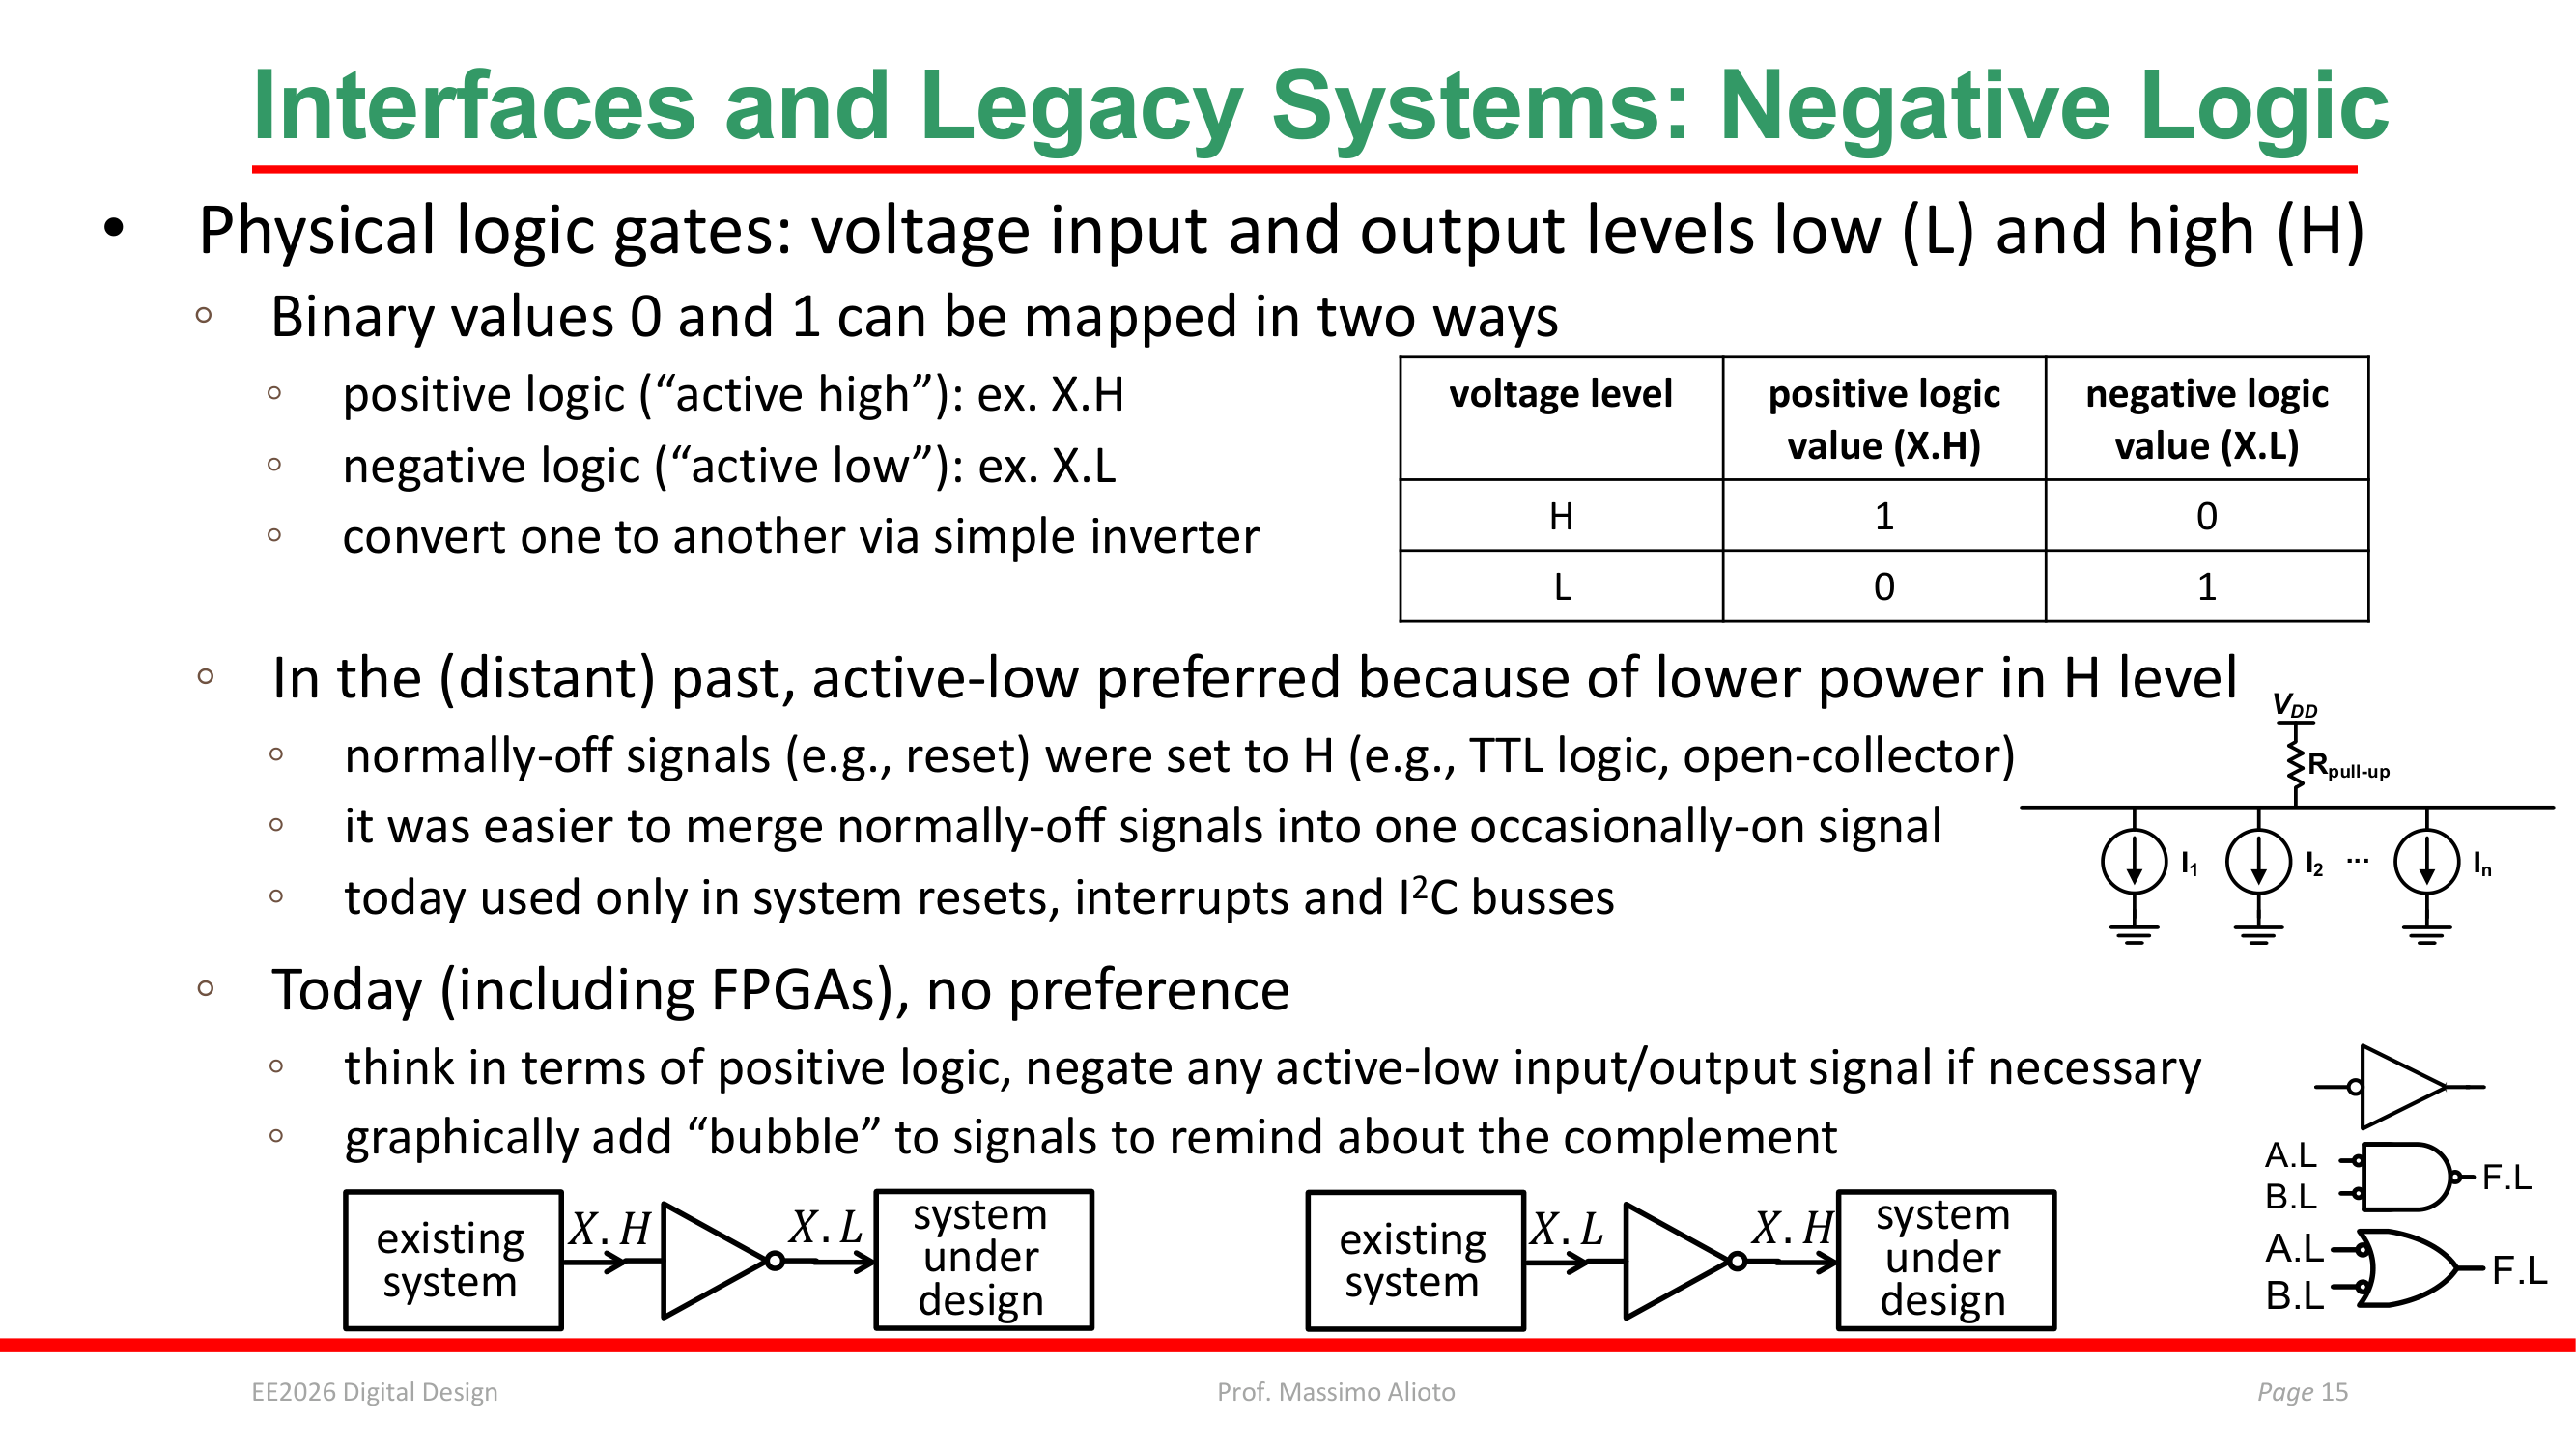 Interfaces and Legacy Systems: Negative Logic
• Physical logic gates: voltage input and output levels low (L) and high (H)
◦ Binary values 0 and 1 can be mapped in two ways
◦ positive logic (“active high”): ex. X.H
◦ negative logic (“active low”): ex. X.L
◦ convert one to another via simple inverter
voltage level positive logic value (X.H) negative logic value (X.L)
H 1 0
L 0 1
◦ In the (distant) past, active-low preferred because of lower power in H level
◦ normally-off signals (e.g., reset) were set to H (e.g., TTL logic, open-collector)
◦ it was easier to merge normally-off signals into one occasionally-on signal
◦ today used only in system resets, interrupts and I²C busses
V_DD
R_pull-up
I₁ I₂ ... Iₙ
◦ Today (including FPGAs), no preference
◦ think in terms of positive logic, negate any active-low input/output signal if necessary
◦ graphically add “bubble” to signals to remind about the complement
A.L
B.L
F.L
A.L
B.L
F.L
existing
system
X.H
X.L
system
under
design
existing
system
X.L
X.H
system
under
design
EE2026 Digital Design
Prof. Massimo Alioto
Page 15